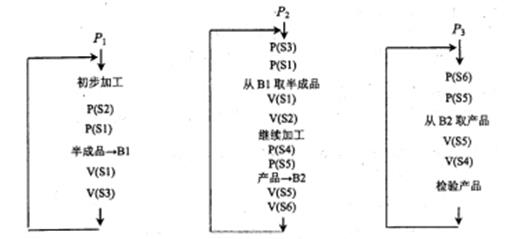 P1
初步加工
P(S2)
P(S1)
半成品→B1
V(S1)
V(S3)
P2
P(S3)
P(S1)
从B1取半成品
V(S1)
V(S2)
继续加工
P(S4)
P(S5)
产品→B2
V(S5)
V(S6)
P3
P(S6)
P(S5)
从B2取产品
V(S5)
V(S4)
检验产品